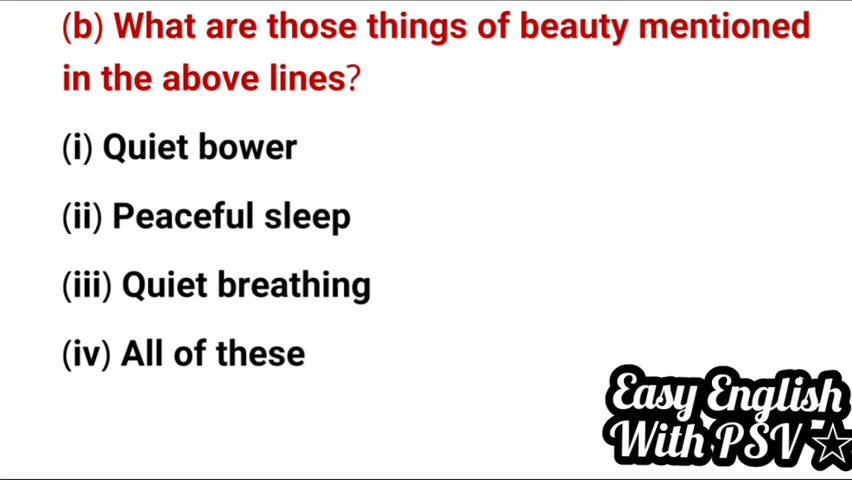 (b) What are those things of beauty mentioned
in the above lines?
(i) Quiet bower
(ii) Peaceful sleep
(iii) Quiet breathing
(iv) All of these
Easy English
With PSV☆